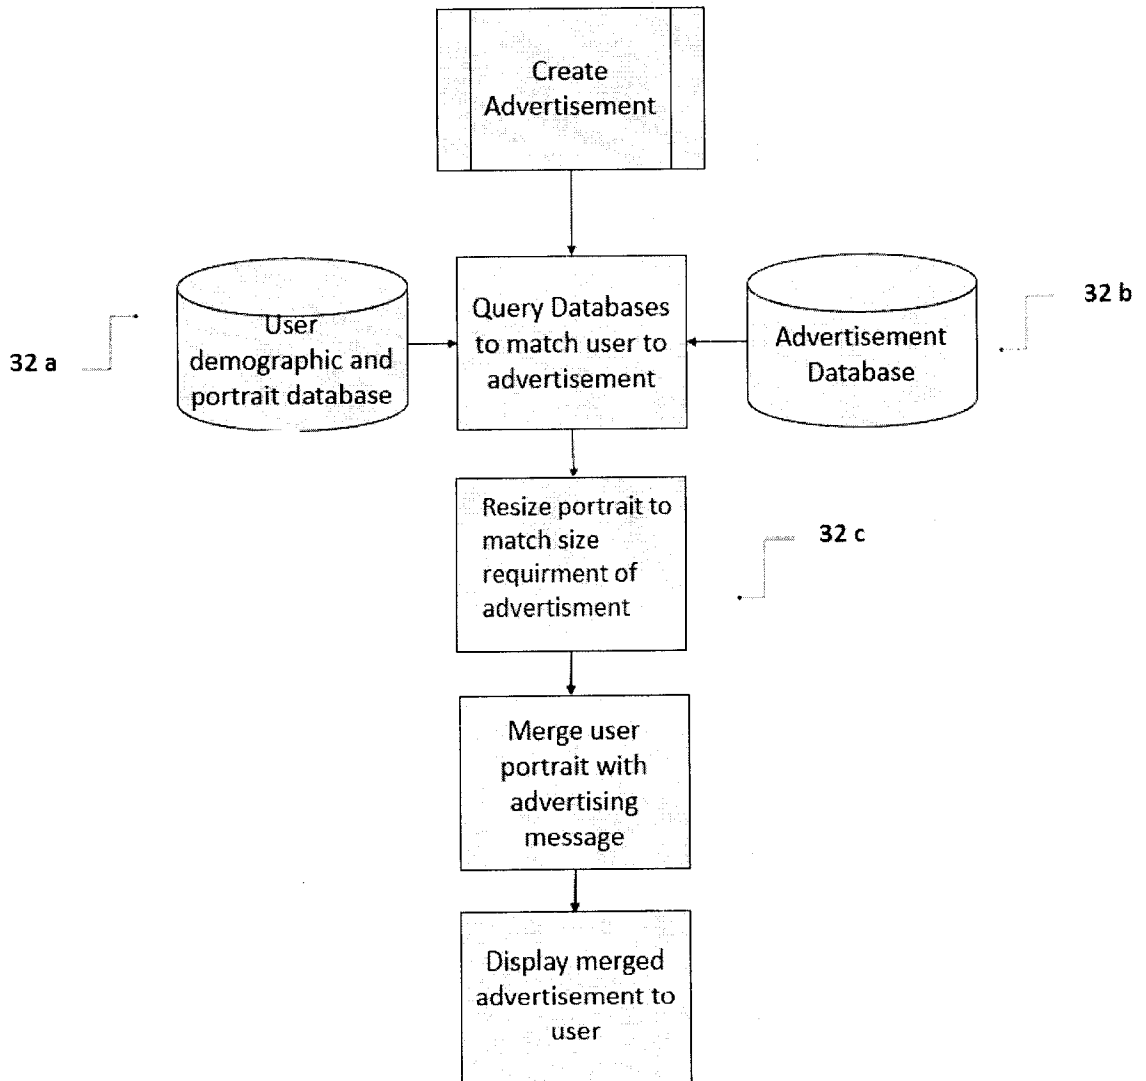 Create
Advertisement
User
demographic and
portrait database
Query Databases
to match user to
advertisement
Advertisement
Database
32 a
32 b
Resize portrait to
match size
requirment of
advertisment
32 c
Merge user
portrait with
advertising
message
Display merged
advertisement to
user